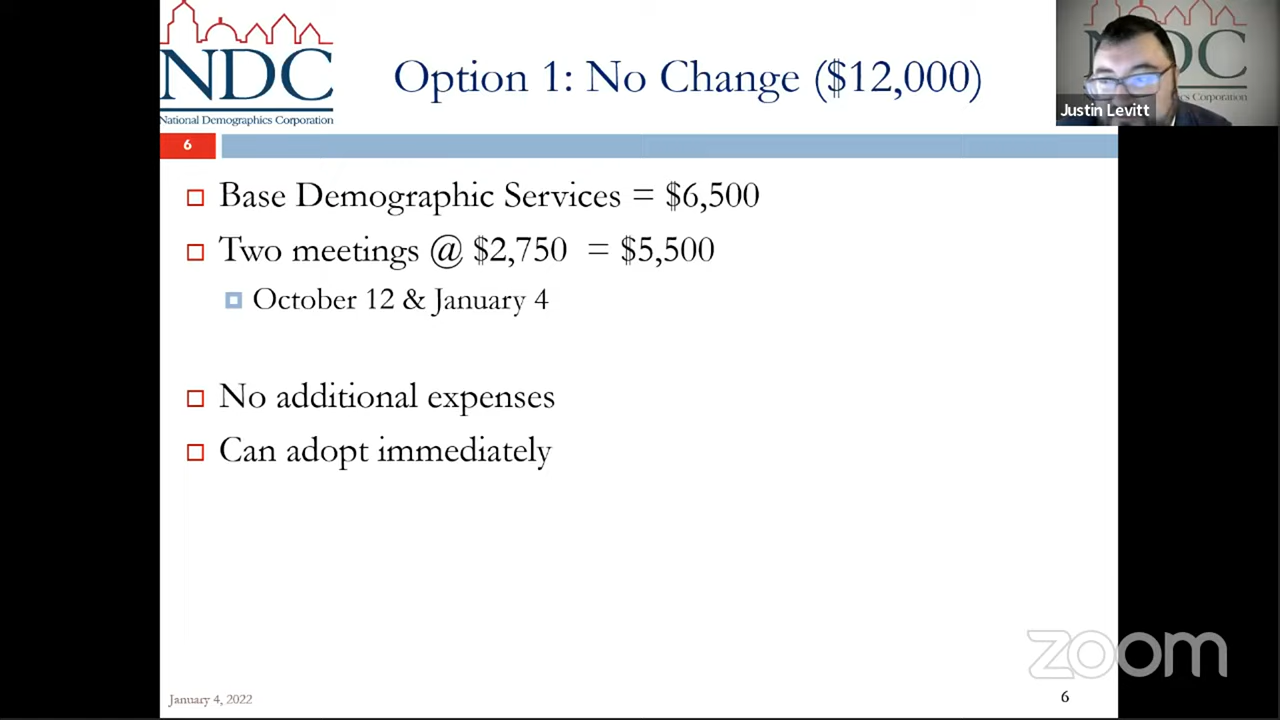 NDC
National Demographics Corporation
Option 1: No Change ($12,000)
NDC
Corporation
Justin Levitt
6
Base Demographic Services = $6,500
Two meetings @ $2,750 = $5,500
October 12 & January 4
No additional expenses
Can adopt immediately
zoom
January 4, 2022
6